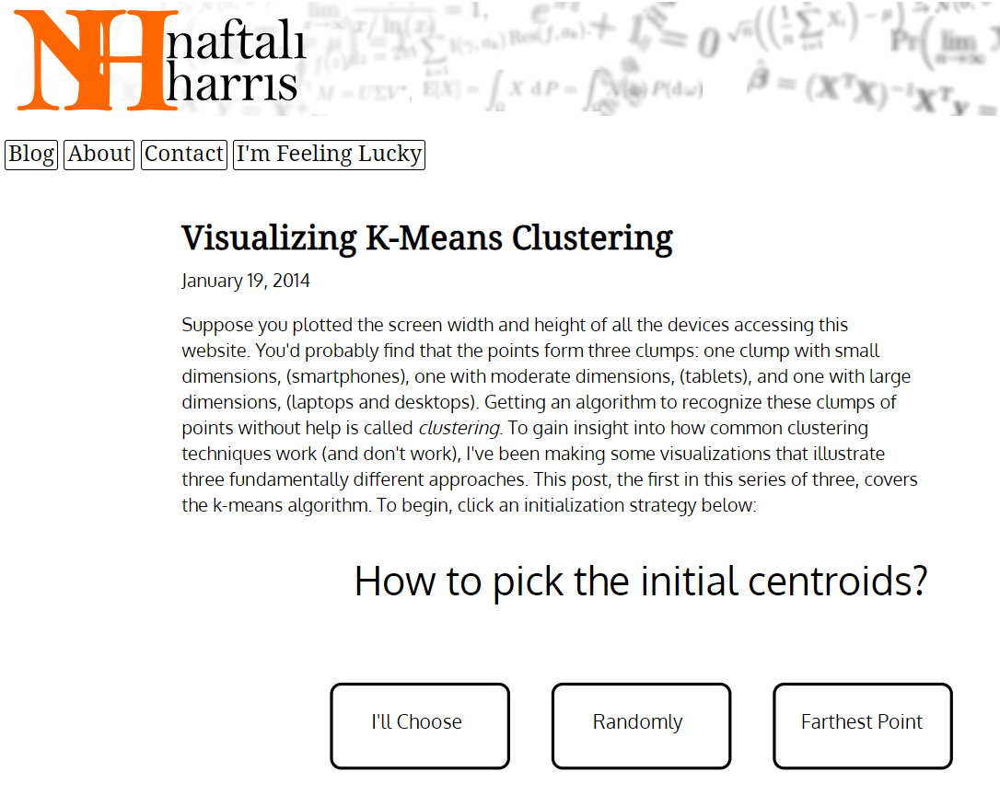 NH naftali
harris
Blog About Contact I'm Feeling Lucky
Visualizing K-Means Clustering
January 19, 2014
Suppose you plotted the screen width and height of all the devices accessing this
website. You'd probably find that the points form three clumps: one clump with small
dimensions, (smartphones), one with moderate dimensions, (tablets), and one with large
dimensions, (laptops and desktops). Getting an algorithm to recognize these clumps of
points without help is called clustering. To gain insight into how common clustering
techniques work (and don't work), I've been making some visualizations that illustrate
three fundamentally different approaches. This post, the first in this series of three, covers
the k-means algorithm. To begin, click an initialization strategy below:
How to pick the initial centroids?
I'll Choose Randomly Farthest Point